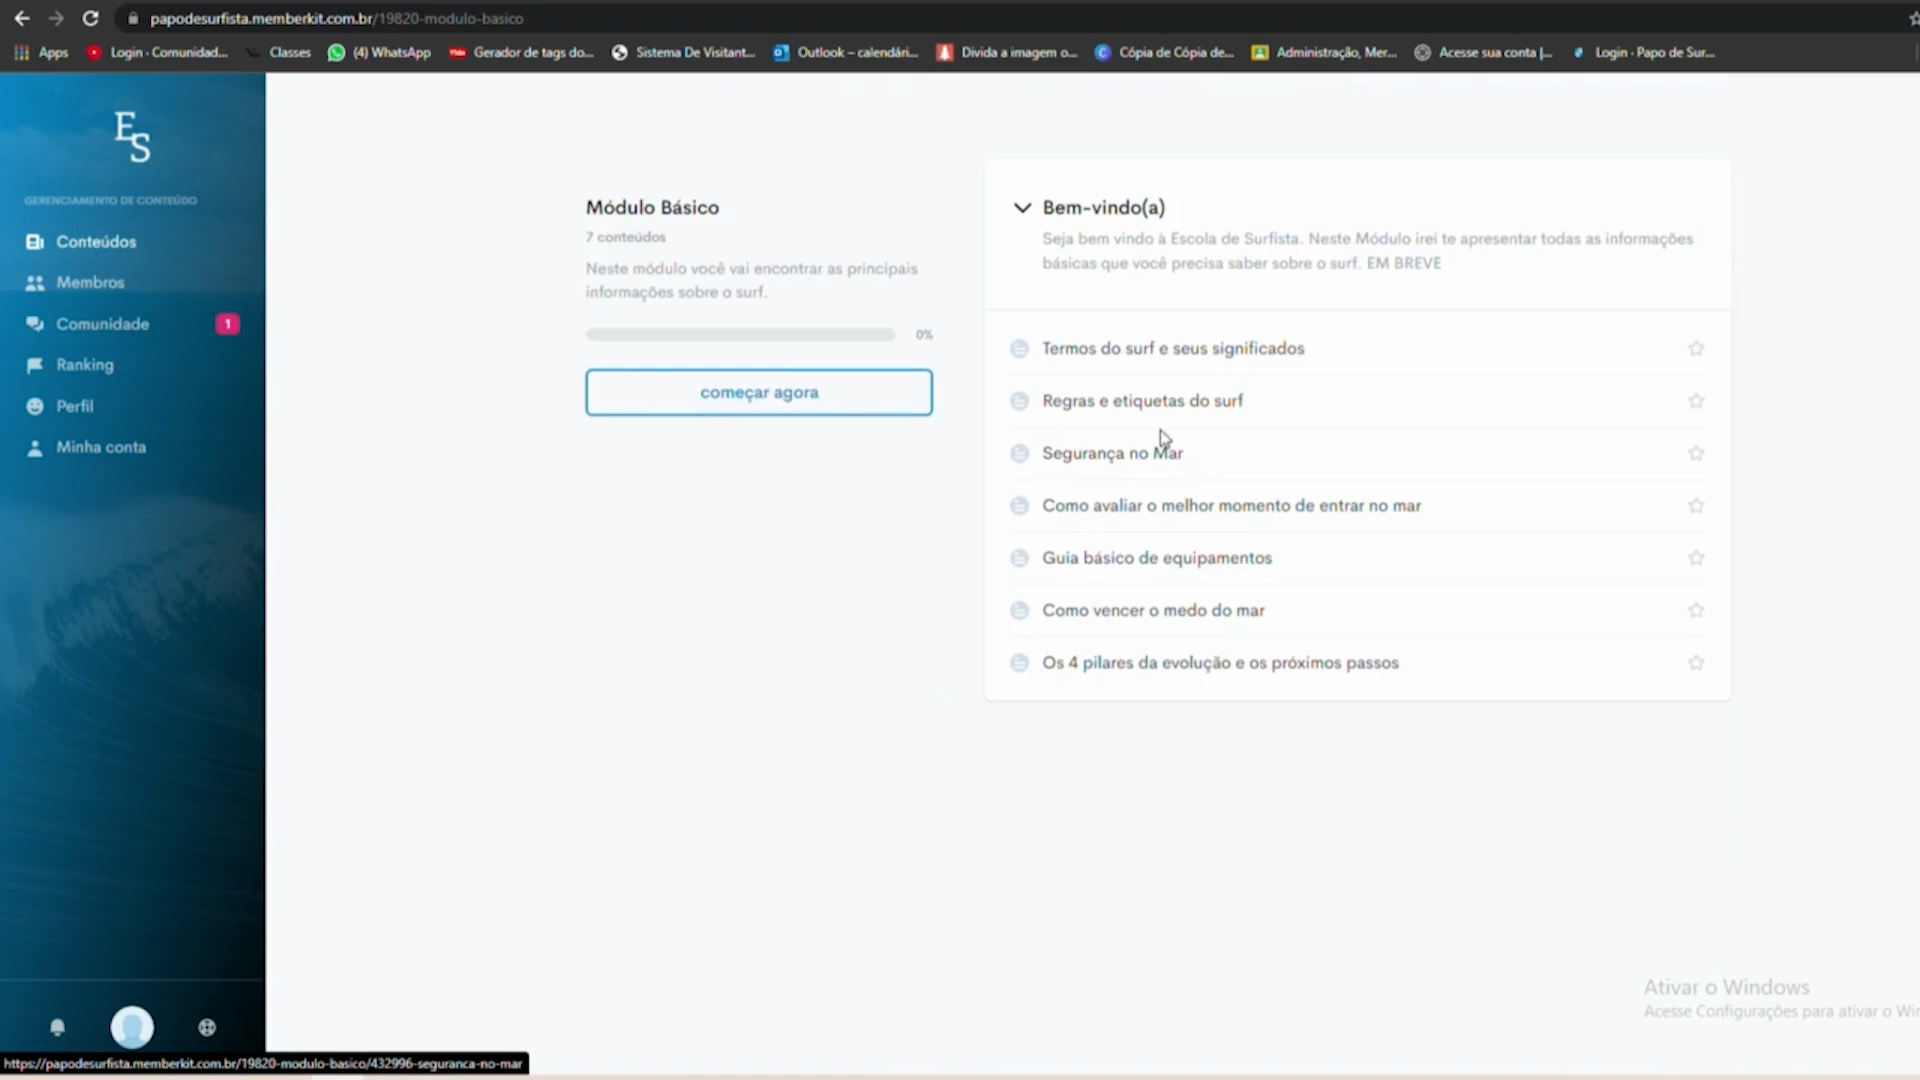 papodesurfista.memberkit.com.br/19820-modulo-basico
Apps
Login · Comunidad...
Classes
(4) WhatsApp
Gerador de tags do...
Sistema De Visitant...
Outlook – calendári...
Divida a imagem o...
Cópia de Cópia de...
Administração, Mer...
Acesse sua conta |...
Login · Papo de Sur...
ES
GERENCIAMENTO DE CONTEÚDO
Conteúdos
Membros
Comunidade
1
Ranking
Perfil
Minha conta
Módulo Básico
7 conteúdos
Neste módulo você vai encontrar as principais
informações sobre o surf.
0%
começar agora
Bem-vindo(a)
Seja bem vindo à Escola de Surfista. Neste Módulo irei te apresentar todas as informações
básicas que você precisa saber sobre o surf. EM BREVE
Termos do surf e seus significados
Regras e etiquetas do surf
Segurança no Mar
Como avaliar o melhor momento de entrar no mar
Guia básico de equipamentos
Como vencer o medo do mar
Os 4 pilares da evolução e os próximos passos
Ativar o Windows
Acesse Configurações para ativar o Win
https://papodesurfista.memberkit.com.br/19820-modulo-basico/432996-seguranca-no-mar